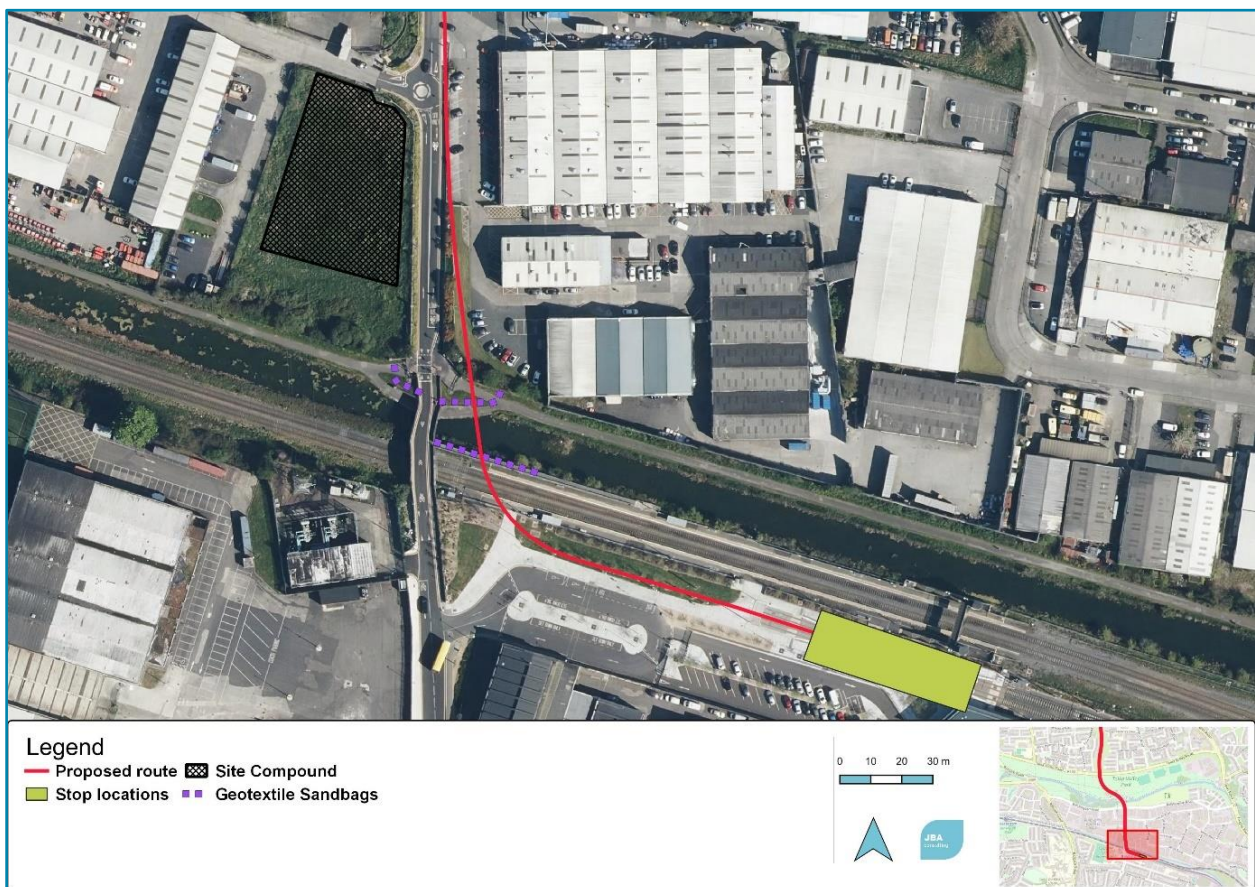 Legend
Proposed route
Site Compound
Stop locations
Geotextile Sandbags
0 10 20 30 m
JBA
consulting